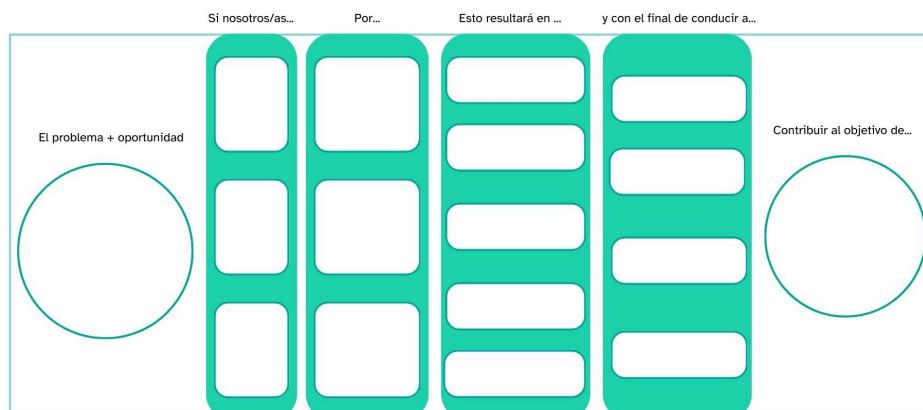 Si nosotros/as...
Por...
Esto resultará en ...
y con el final de conducir a...
El problema + oportunidad
Contribuir al objetivo de...